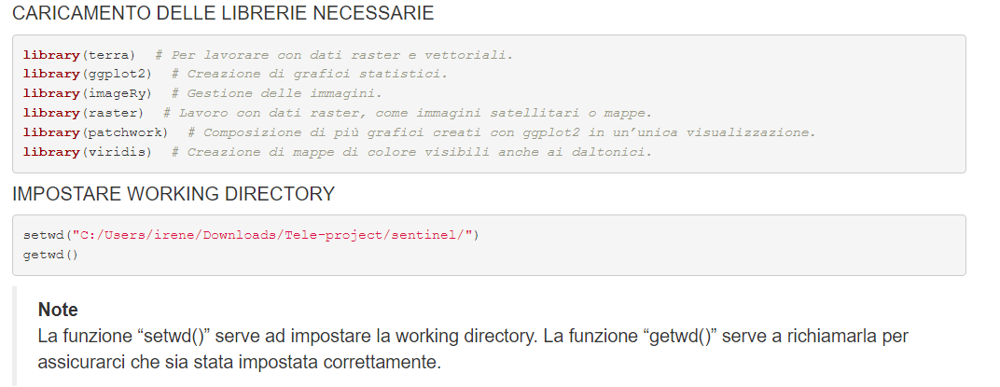 CARICAMENTO DELLE LIBRERIE NECESSARIE
library(terra)  # Per lavorare con dati raster e vettoriali.
library(ggplot2)  # Creazione di grafici statistici.
library(imageRy)  # Gestione delle immagini.
library(raster)  # Lavoro con dati raster, come immagini satellitari o mappe.
library(patchwork)  # Composizione di più grafici creati con ggplot2 in un’unica visualizzazione.
library(viridis)  # Creazione di mappe di colore visibili anche ai daltonici.
IMPOSTARE WORKING DIRECTORY
setwd("C:/Users/irene/Downloads/Tele-project/sentinel/")
getwd()
Note
La funzione “setwd()” serve ad impostare la working directory. La funzione “getwd()” serve a richiamarla per
assicurarci che sia stata impostata correttamente.